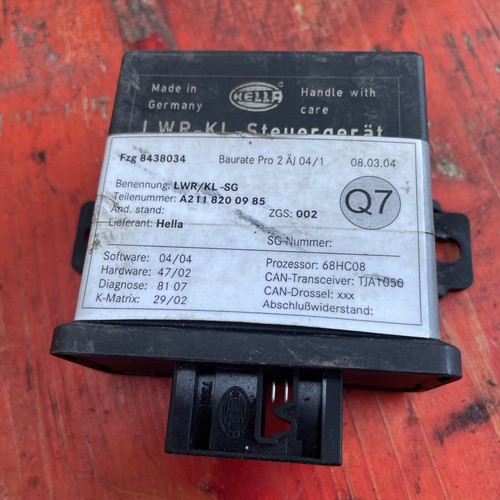 Made in Germany
HELLA
Handle with care
LWR-KL-Steuergerät
Fzg 8438034 Baurate Pro 2 ÄJ 04/1 08.03.04
Benennung: LWR/KL-SG
Teilenummer: A211 820 09 85
Änd. stand: ZGS: 002
Lieferant: Hella
Q7
SG-Nummer:
Software: 04/04 Prozessor: 68HC08
Hardware: 47/02 CAN-Transceiver: TJA1050
Diagnose: 81 07 CAN-Drossel: xxx
K-Matrix: 29/02 Abschlußwiderstand:
HELLA